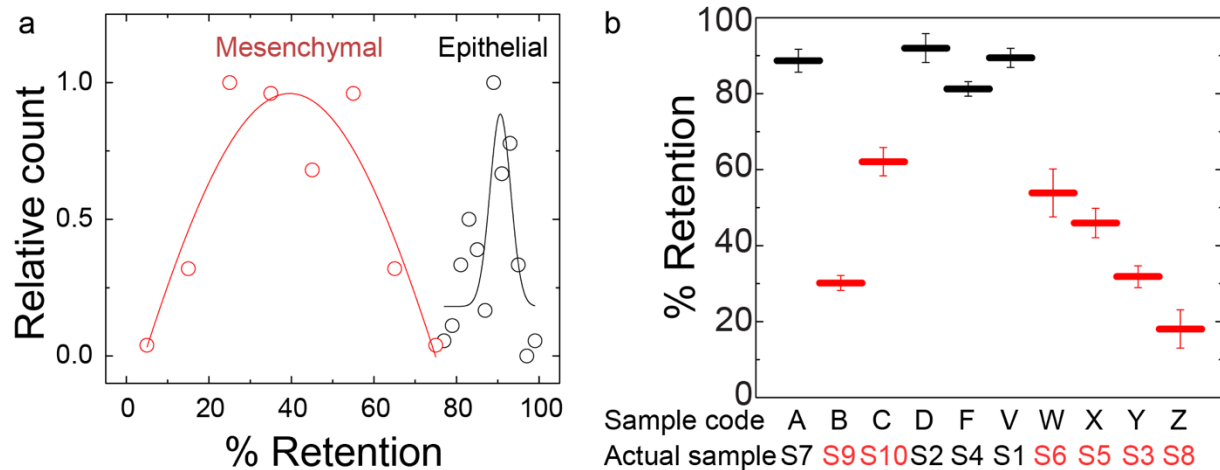 a
Mesenchymal Epithelial
1.0
0.5
0.0
Relative count
0 20 40 60 80 100
% Retention
b
100
80
60
40
20
0
% Retention
Sample code A B C D F V W X Y Z
Actual sample S7 S9 S10 S2 S4 S1 S6 S5 S3 S8